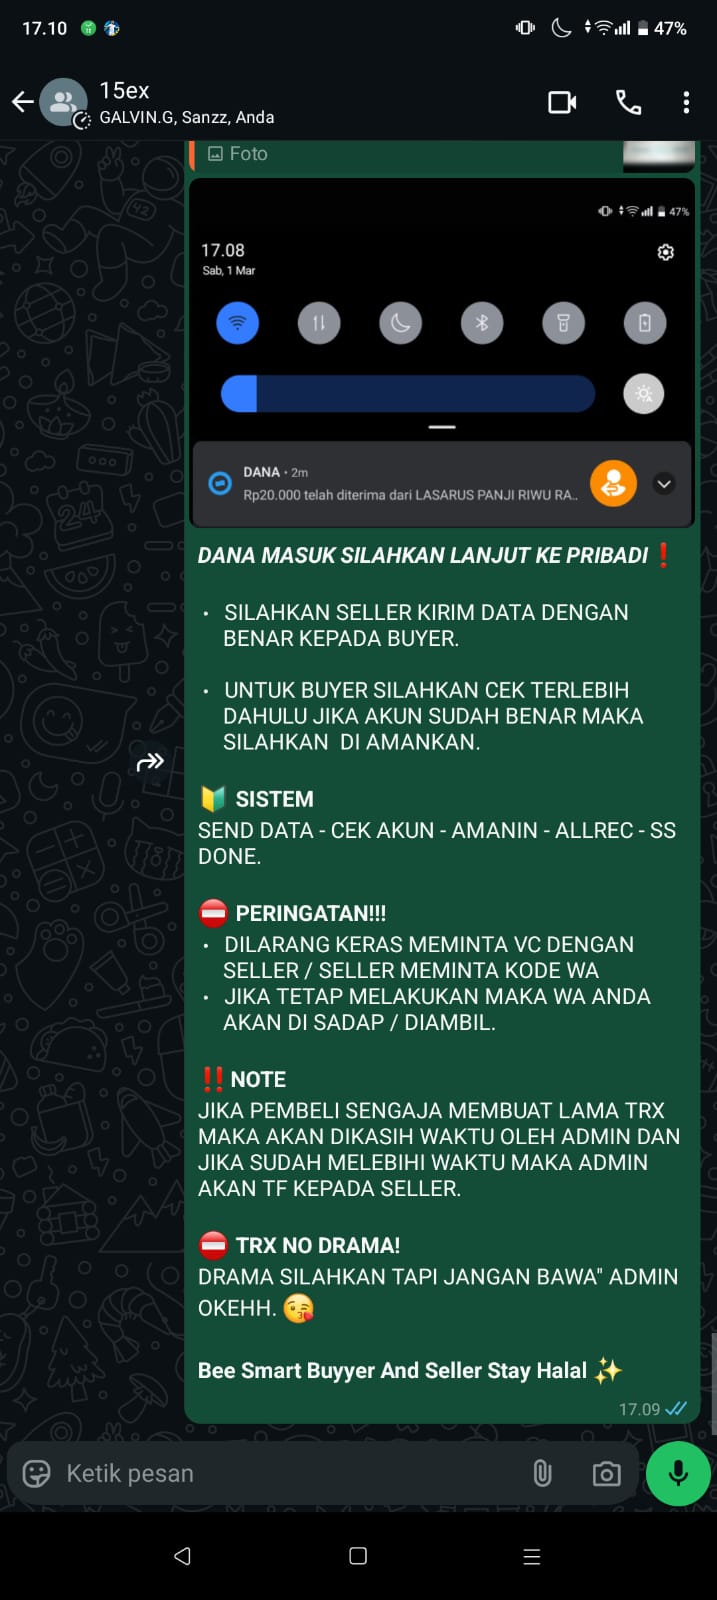 17.10
47%
15ex
GALVIN.G, Sanzz, Anda
Foto
47%
17.08
Sab, 1 Mar
DANA • 2m
Rp20.000 telah diterima dari LASARUS PANJI RIWU RA..
DANA MASUK SILAHKAN LANJUT KE PRIBADI❗
• SILAHKAN SELLER KIRIM DATA DENGAN
BENAR KEPADA BUYER.
• UNTUK BUYER SILAHKAN CEK TERLEBIH
DAHULU JIKA AKUN SUDAH BENAR MAKA
SILAHKAN DI AMANKAN.
🔰 SISTEM
SEND DATA - CEK AKUN - AMANIN - ALLREC - SS
DONE.
⛔ PERINGATAN!!!
• DILARANG KERAS MEMINTA VC DENGAN
SELLER / SELLER MEMINTA KODE WA
• JIKA TETAP MELAKUKAN MAKA WA ANDA
AKAN DI SADAP / DIAMBIL.
‼️NOTE
JIKA PEMBELI SENGAJA MEMBUAT LAMA TRX
MAKA AKAN DIKASIH WAKTU OLEH ADMIN DAN
JIKA SUDAH MELEBIHI WAKTU MAKA ADMIN
AKAN TF KEPADA SELLER.
⛔ TRX NO DRAMA!
DRAMA SILAHKAN TAPI JANGAN BAWA" ADMIN
OKEHH. 😘
Bee Smart Buyyer And Seller Stay Halal ✨
17.09
Ketik pesan